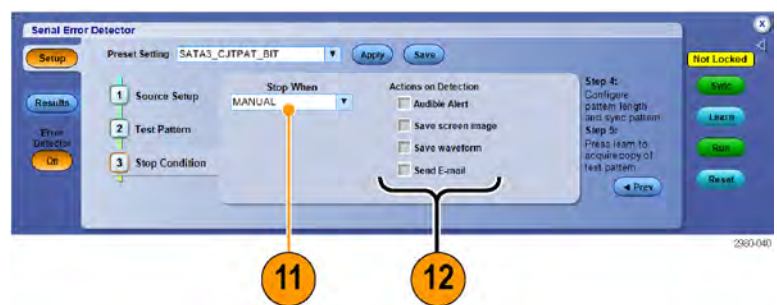 Serial Error Detector
X
Setup
Preset Setting SATA3_CJTPAT_BIT Apply Save
Not Locked
Results
Error Detector
On
1 Source Setup
2 Test Pattern
3 Stop Condition
Stop When
MANUAL
Actions on Detection
Audible Alert
Save screen image
Save waveform
Send E-mail
Step 4:
Configure
pattern length
and sync pattern
Step 5:
Press learn to
acquire copy of
test pattern
Prev
Sync
Learn
Run
Reset
2980-040
11
12